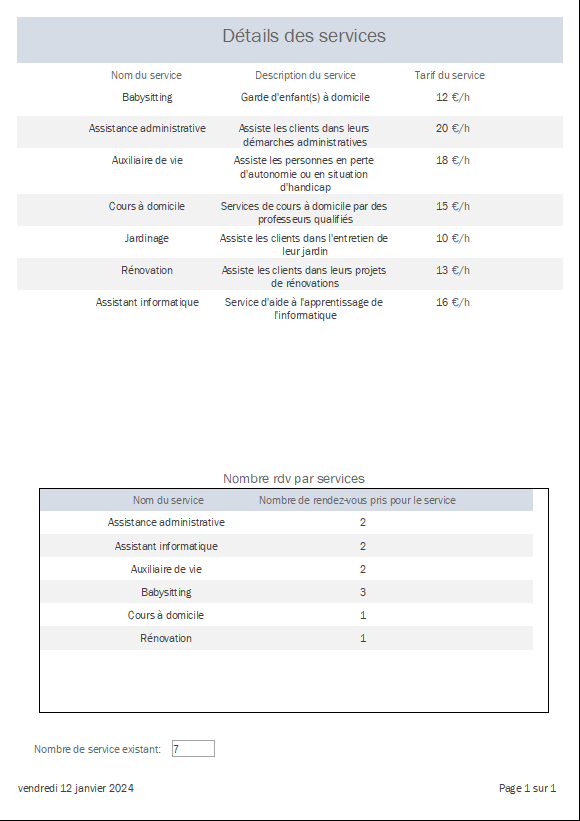 Détails des services
Nom du service Description du service Tarif du service
Babysitting Garde d'enfant(s) à domicile 12 €/h
Assistance administrative Assiste les clients dans leurs 20 €/h
démarches administratives
Auxiliaire de vie Assiste les personnes en perte 18 €/h
d'autonomie ou en situation
d'handicap
Cours à domicile Services de cours à domicile par des 15 €/h
professeurs qualifiés
Jardinage Assiste les clients dans l'entretien de 10 €/h
leur jardin
Rénovation Assiste les clients dans leurs projets 13 €/h
de rénovations
Assistant informatique Service d'aide à l'apprentissage de 16 €/h
l'informatique
Nombre rdv par services
Nom du service Nombre de rendez-vous pris pour le service
Assistance administrative 2
Assistant informatique 2
Auxiliaire de vie 2
Babysitting 3
Cours à domicile 1
Rénovation 1
Nombre de service existant: 7
vendredi 12 janvier 2024 Page 1 sur 1